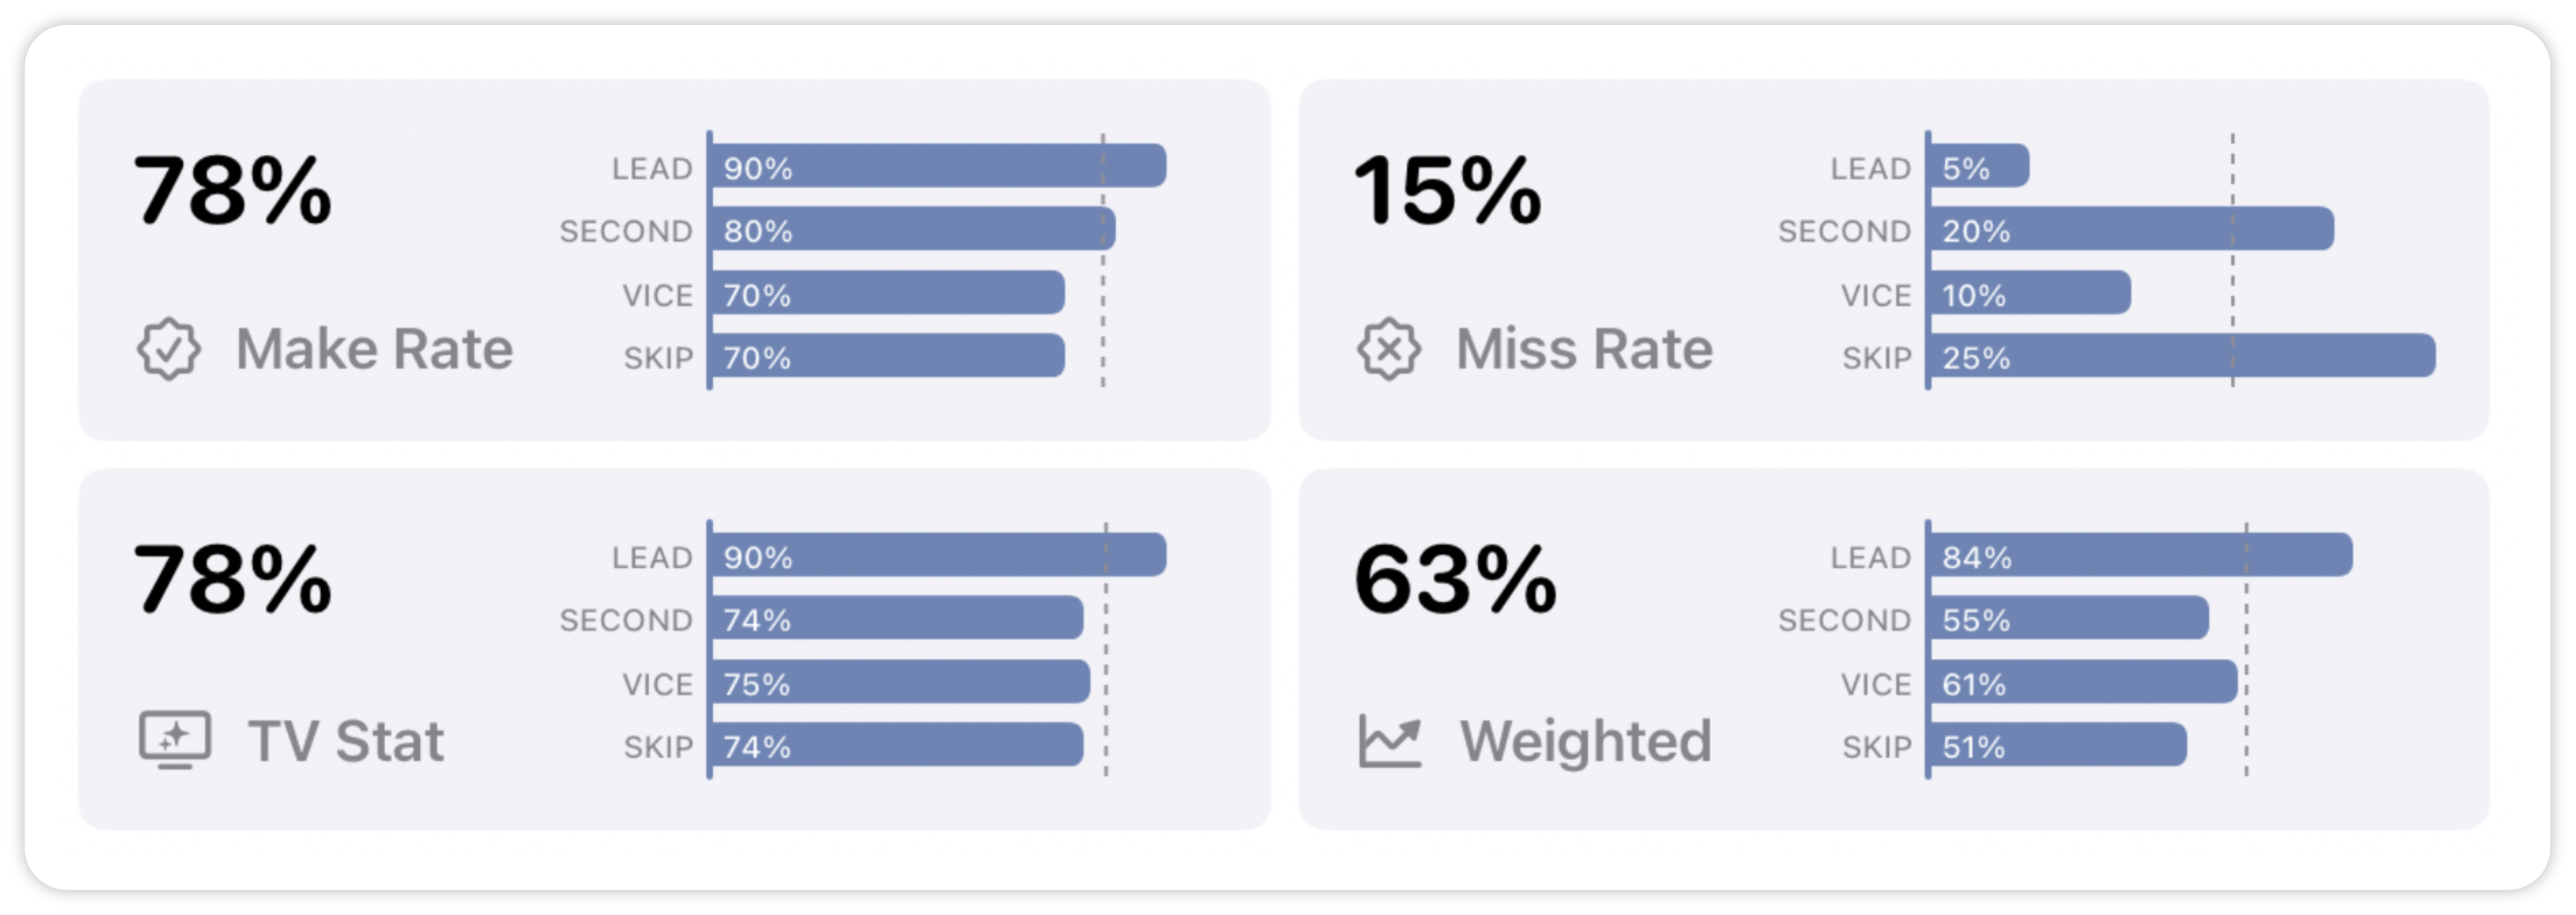 78%
Make Rate
LEAD 90%
SECOND 80%
VICE 70%
SKIP 70%
15%
Miss Rate
LEAD 5%
SECOND 20%
VICE 10%
SKIP 25%
78%
TV Stat
LEAD 90%
SECOND 74%
VICE 75%
SKIP 74%
63%
Weighted
LEAD 84%
SECOND 55%
VICE 61%
SKIP 51%